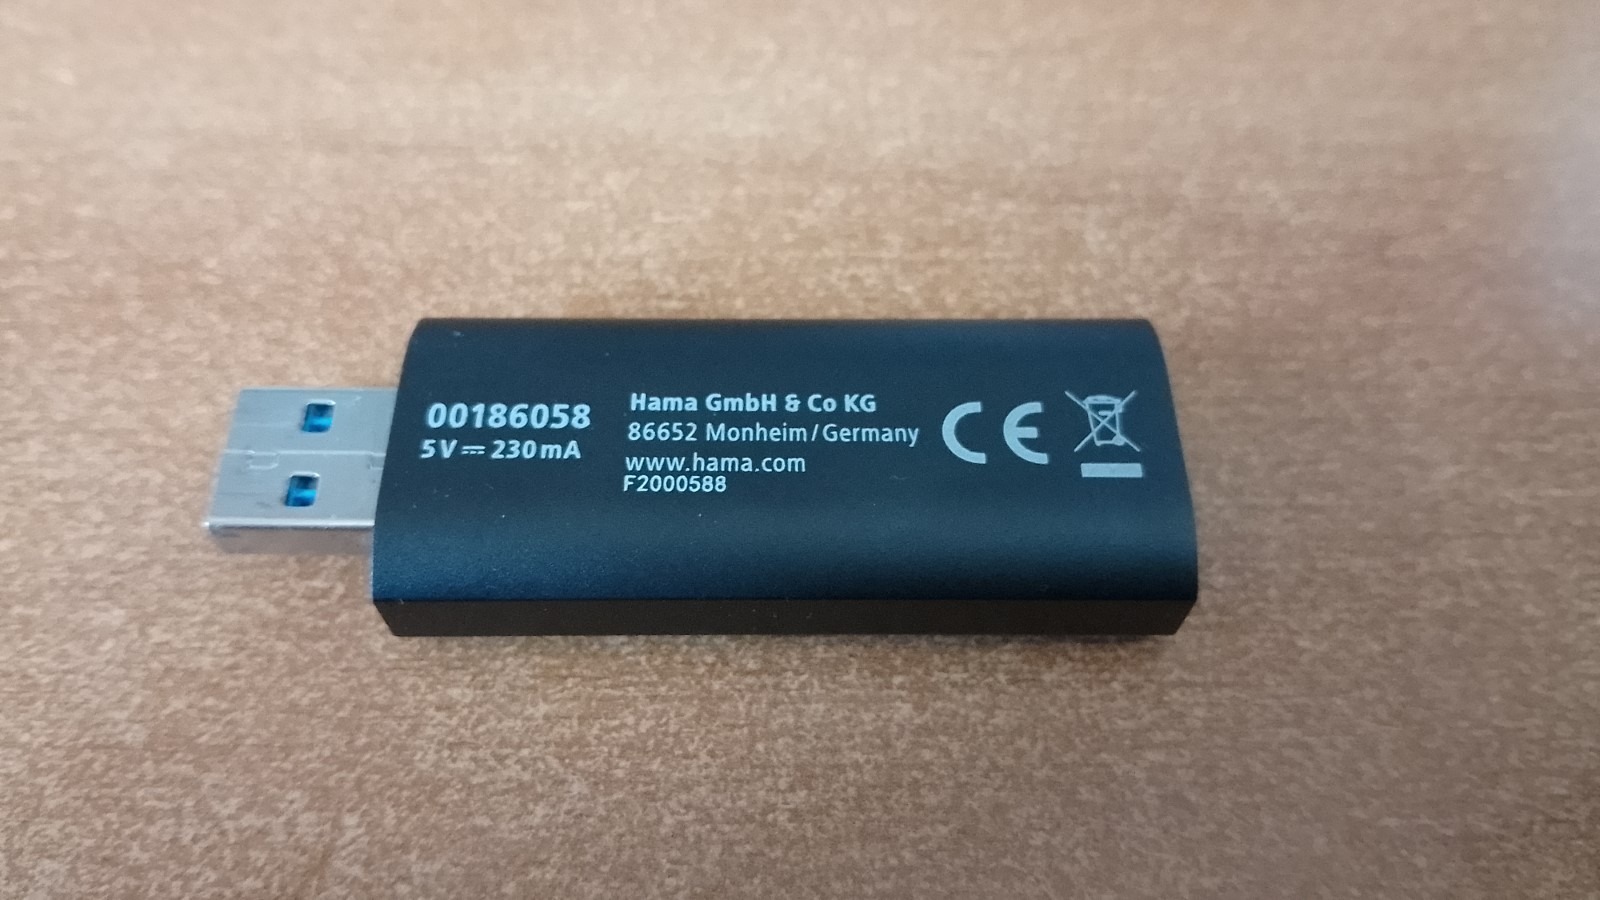 00186058
5V ⎓ 230mA
Hama GmbH & Co KG
86652 Monheim/Germany
www.hama.com
F2000588
CE